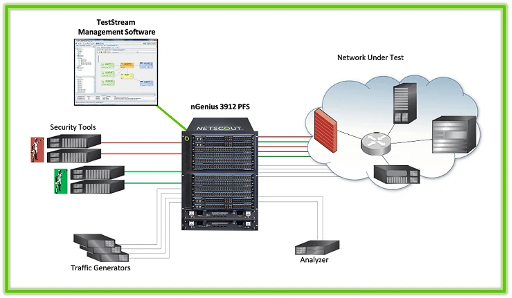 TestStream
Management Software
Network Under Test
nGenius 3912 PFS
NETSCOUT
Security Tools
Traffic Generators
Analyzer